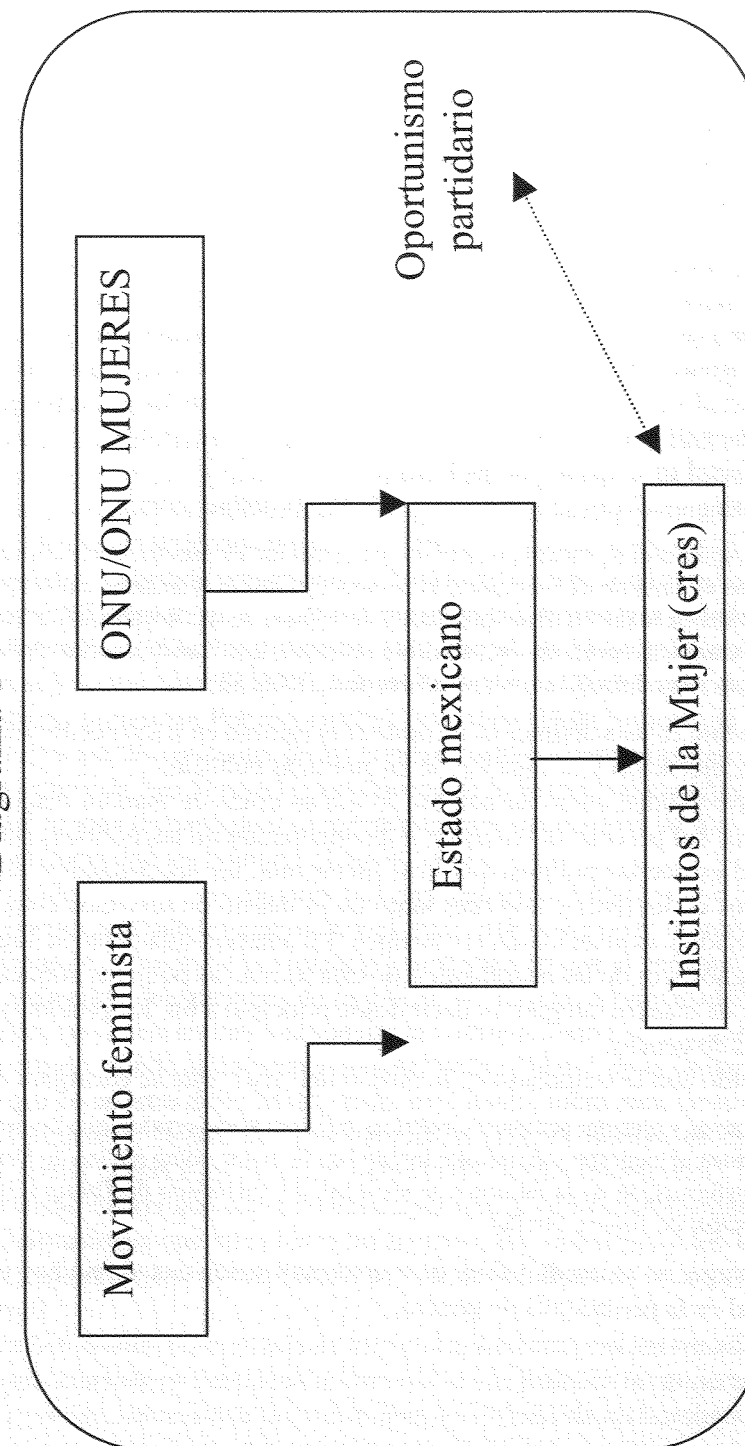 Movimiento feminista
ONU/ONU MUJERES
Estado mexicano
Oportunismo
partidario
Institutos de la Mujer (eres)